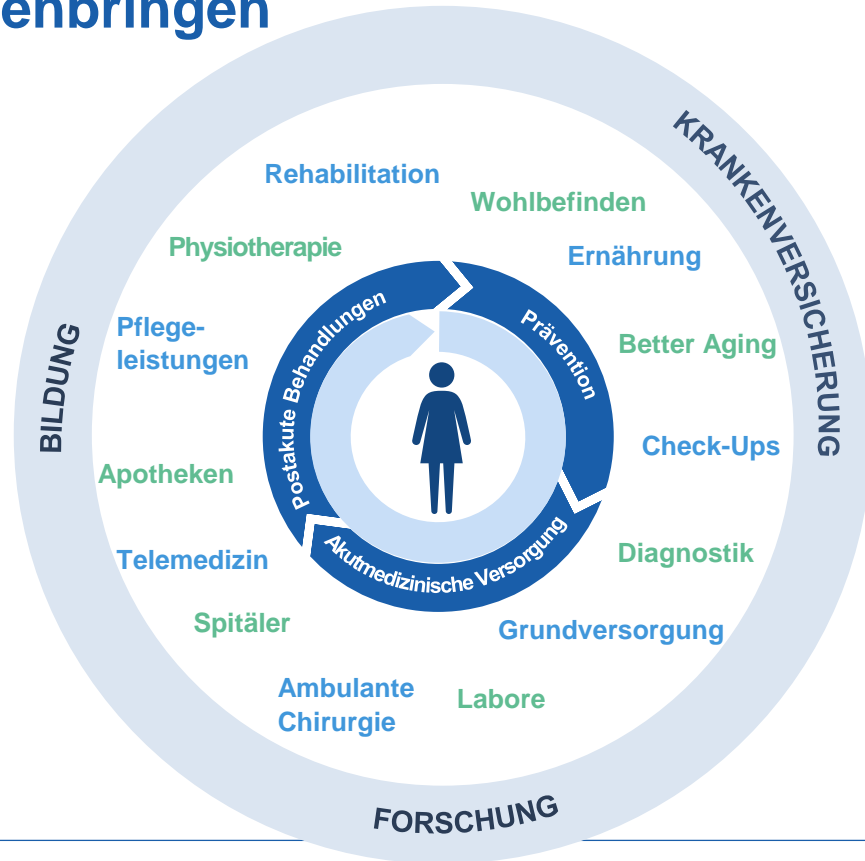 enbringen
KRANKENVERSICHERUNG
Rehabilitation
Wohlbefinden
Physiotherapie
Ernährung
Postakute Behandlungen
Prävention
BILDUNG
Pflege-
leistungen
Better Aging
Check-Ups
Apotheken
Akutmedizinische Versorgung
Telemedizin
Diagnostik
Spitäler
Grundversorgung
Ambulante
Chirurgie
Labore
FORSCHUNG